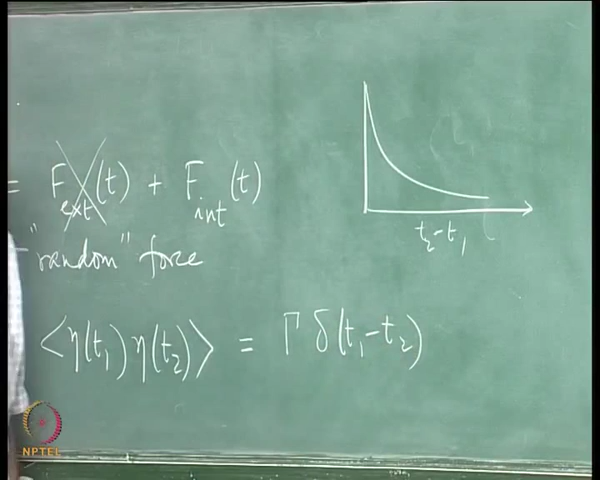 = F_ext(t) + F_int(t)
"random" force
t₂-t₁
<η(t₁)η(t₂)> = Γ δ(t₁-t₂)
NPTEL